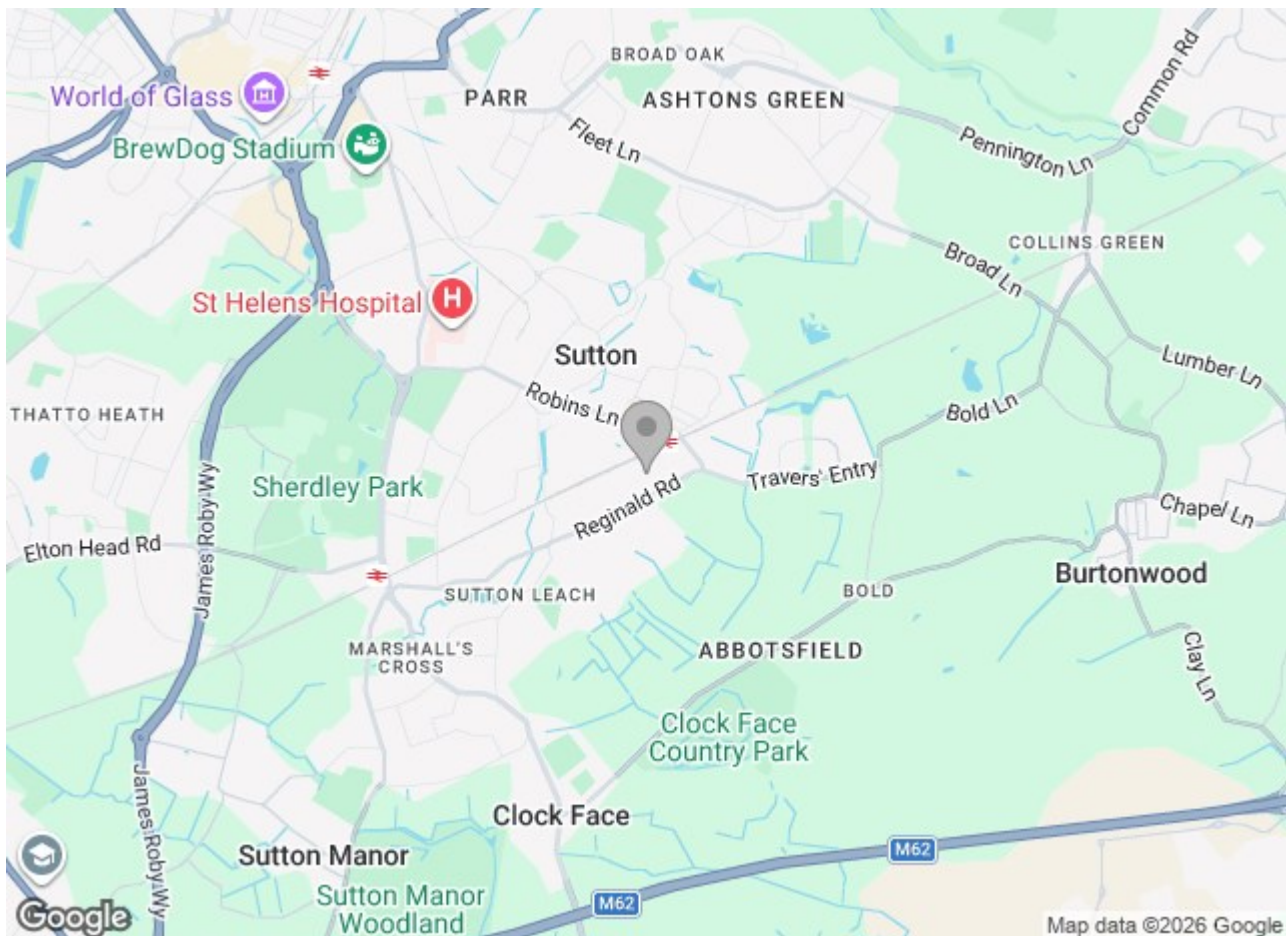 BROAD OAK
World of Glass
PARR
ASHTONS GREEN
Common Rd
BrewDog Stadium
Fleet Ln
Pennington Ln
COLLINS GREEN
Broad Ln
St Helens Hospital
H
Sutton
Lumber Ln
Robins Ln
THATTO HEATH
Bold Ln
James Roby Wy
Sherdley Park
Travers' Entry
Reginald Rd
Chapel Ln
Elton Head Rd
Burtonwood
SUTTON LEACH
BOLD
MARSHALL'S
CROSS
ABBOTSFIELD
Clay Ln
Clock Face
Country Park
James Roby Wy
Clock Face
M62
Sutton Manor
Sutton Manor
Woodland
M62
Google
Map data ©2026 Google